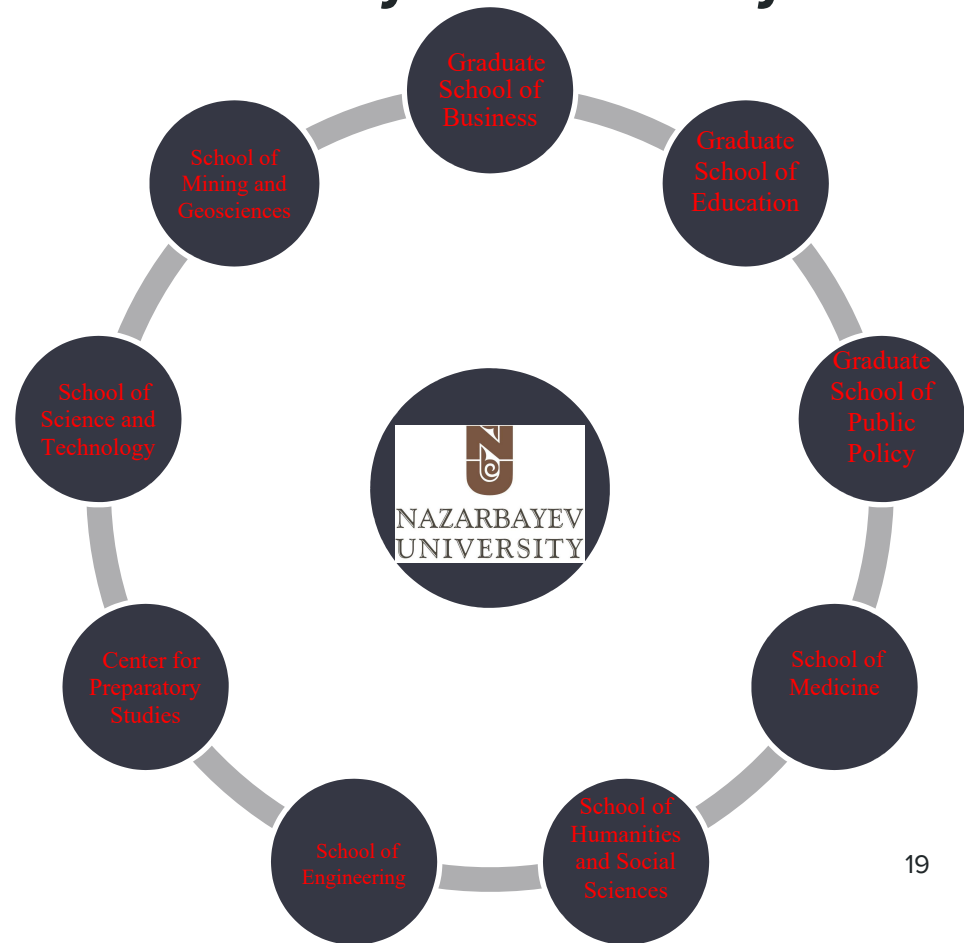 Graduate
School of
Business
Graduate
School of
Education
Graduate
School of
Public
Policy
School of
Medicine
School of
Humanities
and Social
Sciences
School of
Engineering
Center for
Preparatory
Studies
School of
Science and
Technology
School of
Mining and
Geosciences
NAZARBAYEV
UNIVERSITY
19